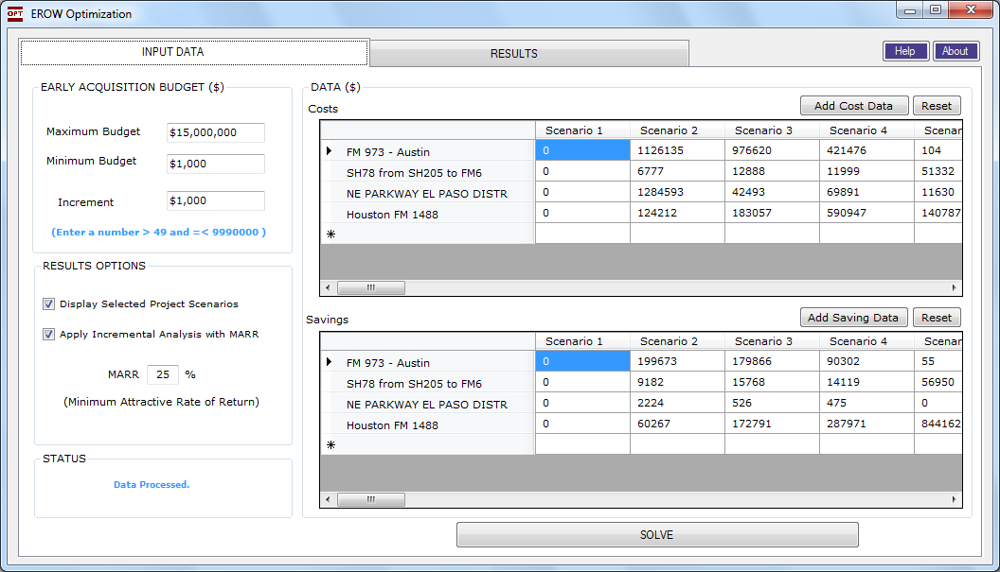 OPT EROW Optimization
INPUT DATA
RESULTS
Help
About
EARLY ACQUISITION BUDGET ($)
Maximum Budget $15,000,000
Minimum Budget $1,000
Increment $1,000
(Enter a number > 49 and =< 9990000 )
RESULTS OPTIONS
Display Selected Project Scenarios
Apply Incremental Analysis with MARR
MARR 25 %
(Minimum Attractive Rate of Return)
STATUS
Data Processed.
DATA ($)
Costs
Add Cost Data
Reset
Scenario 1 Scenario 2 Scenario 3 Scenario 4 Scenar
FM 973 - Austin 0 1126135 976620 421476 104
SH78 from SH205 to FM6 0 6777 12888 11999 51332
NE PARKWAY EL PASO DISTR 0 1284593 42493 69891 11630
Houston FM 1488 0 124212 183057 590947 140787
Savings
Add Saving Data
Reset
Scenario 1 Scenario 2 Scenario 3 Scenario 4 Scenar
FM 973 - Austin 0 199673 179866 90302 55
SH78 from SH205 to FM6 0 9182 15768 14119 56950
NE PARKWAY EL PASO DISTR 0 2224 526 475 0
Houston FM 1488 0 60267 172791 287971 844162
SOLVE